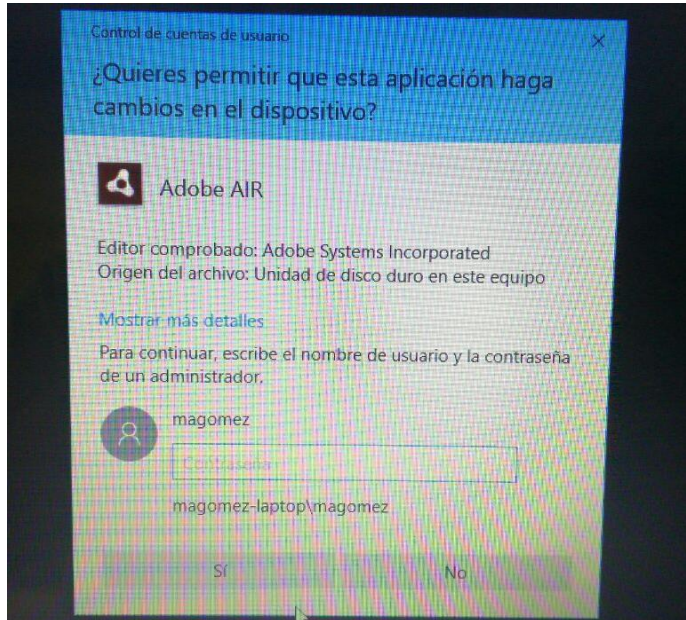 Control de cuentas de usuario
¿Quieres permitir que esta aplicación haga
cambios en el dispositivo?
Adobe AIR
Editor comprobado: Adobe Systems Incorporated
Origen del archivo: Unidad de disco duro en este equipo
Mostrar más detalles
Para continuar, escribe el nombre de usuario y la contraseña
de un administrador.
magomez
Contraseña
magomez-laptop\magomez
Sí
No